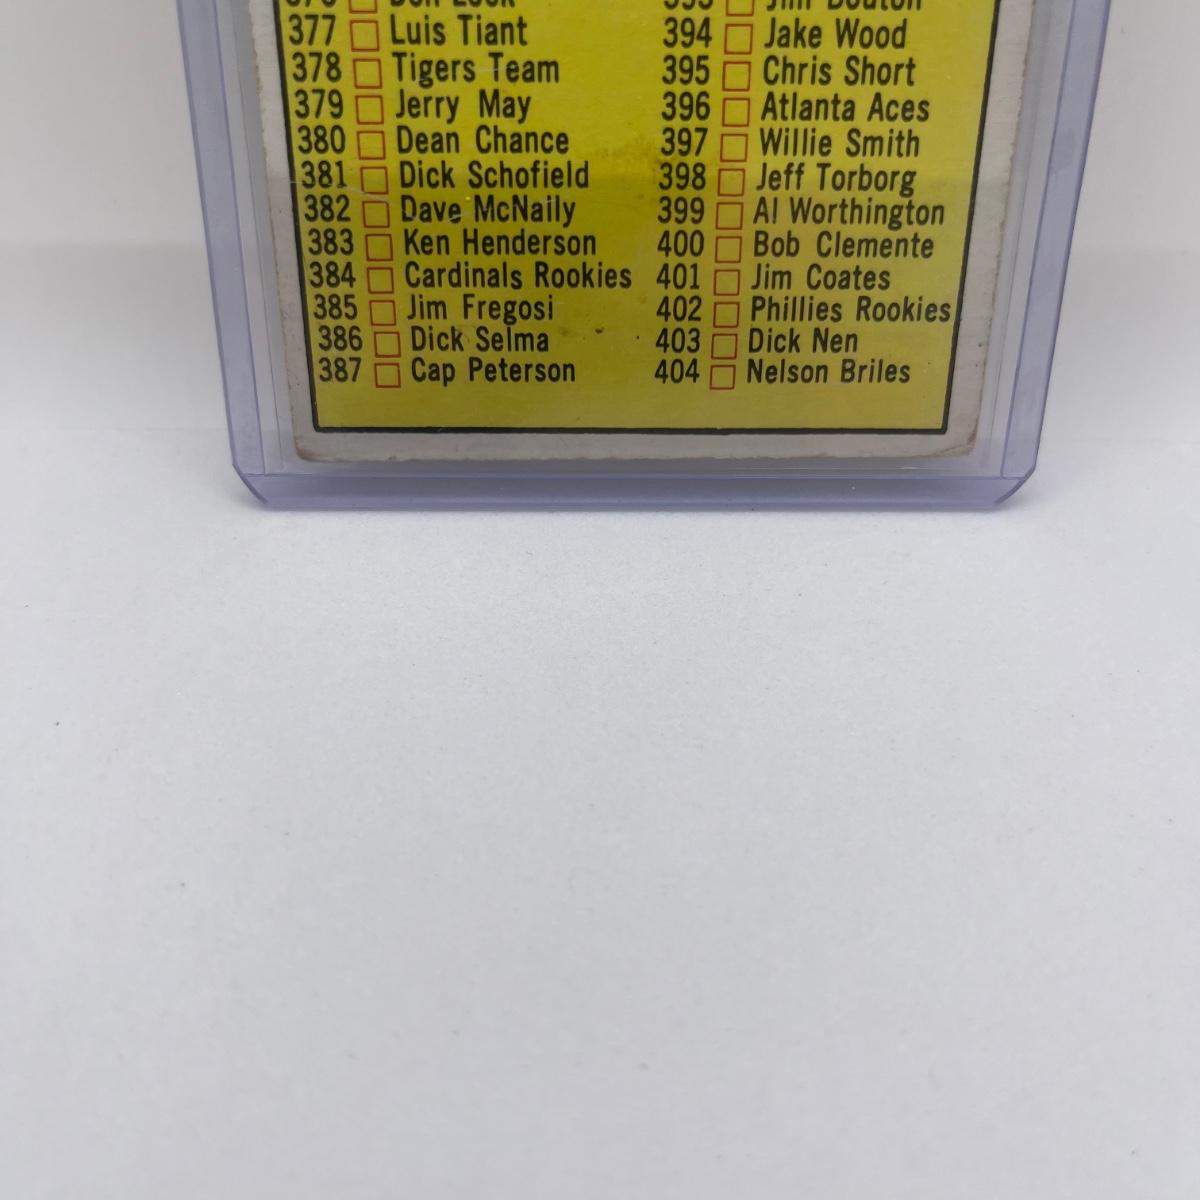 377 Luis Tiant
378 Tigers Team
379 Jerry May
380 Dean Chance
381 Dick Schofield
382 Dave McNaily
383 Ken Henderson
384 Cardinals Rookies
385 Jim Fregosi
386 Dick Selma
387 Cap Peterson
Jim Bouton
394 Jake Wood
395 Chris Short
396 Atlanta Aces
397 Willie Smith
398 Jeff Torborg
399 Al Worthington
400 Bob Clemente
401 Jim Coates
402 Phillies Rookies
403 Dick Nen
404 Nelson Briles